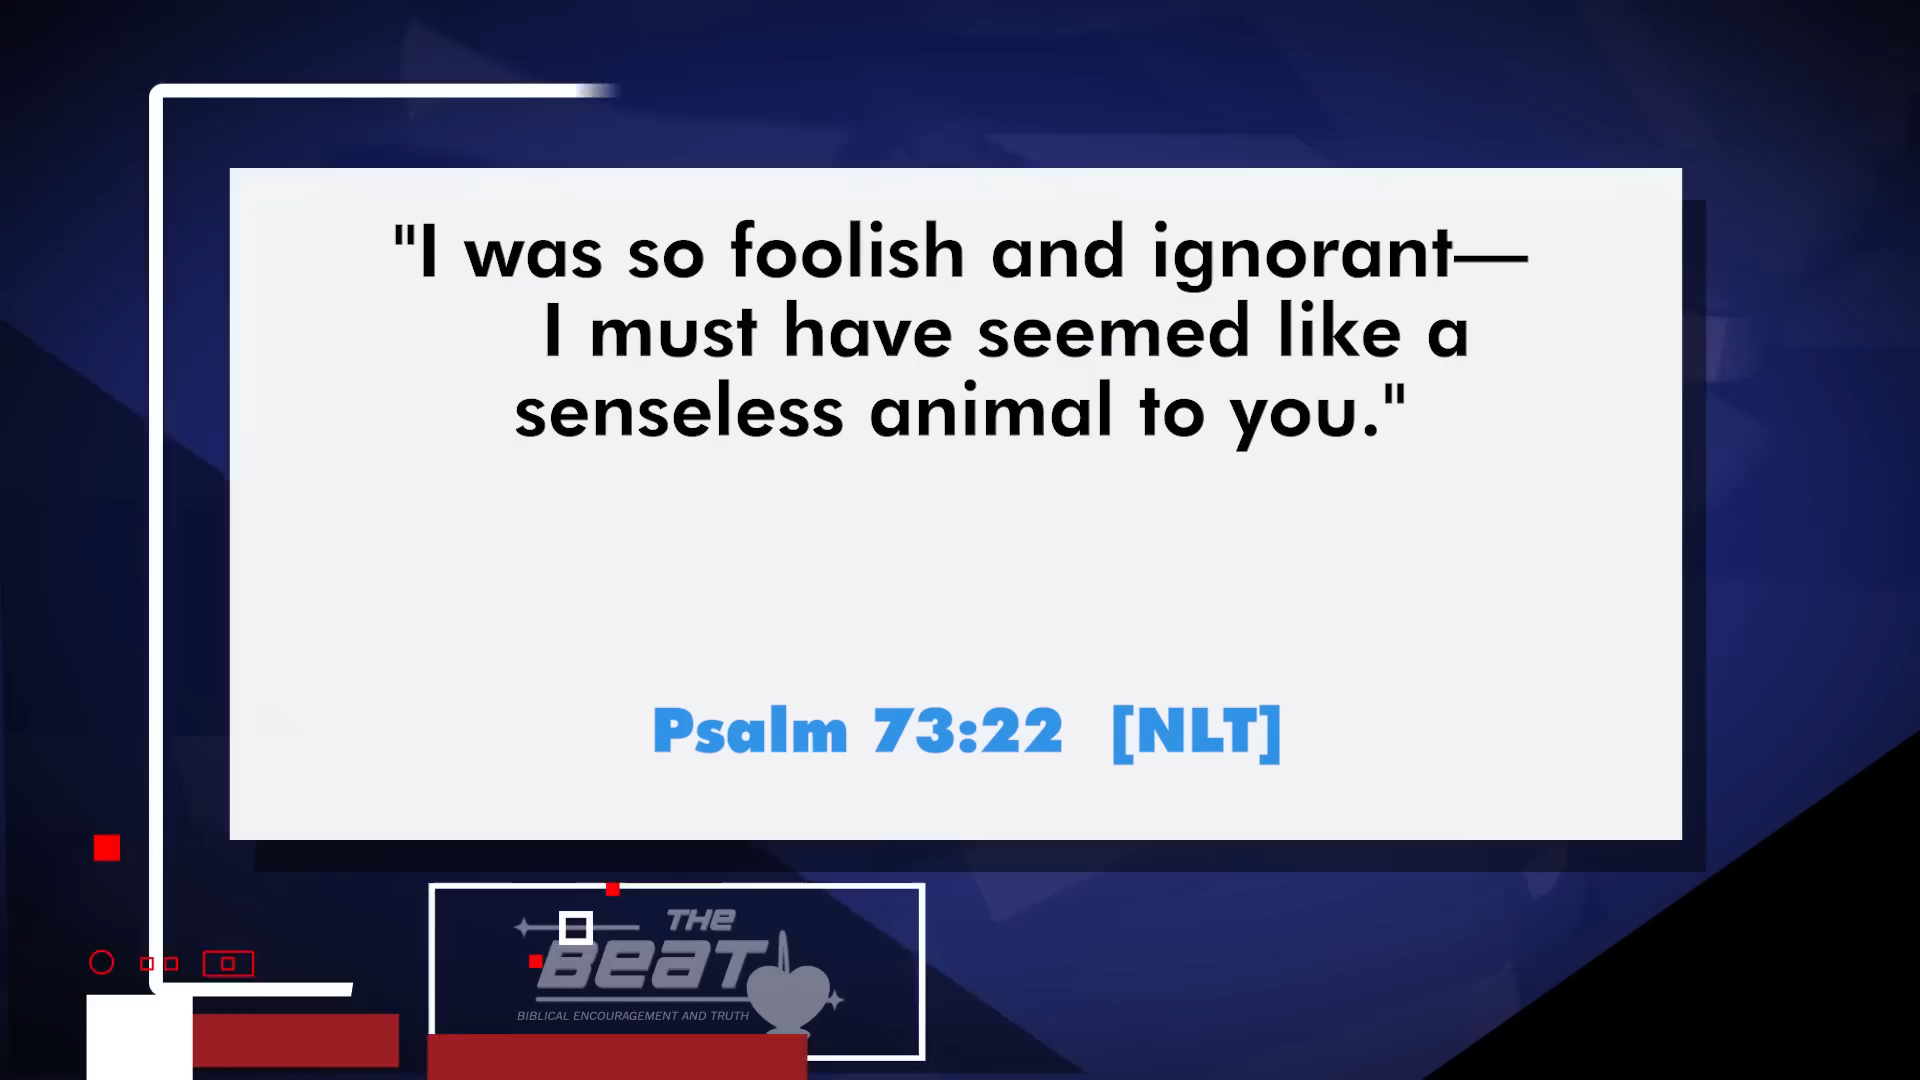 "I was so foolish and ignorant—
I must have seemed like a
senseless animal to you."
Psalm 73:22 [NLT]
THE
BEAT
BIBLICAL ENCOURAGEMENT AND TRUTH